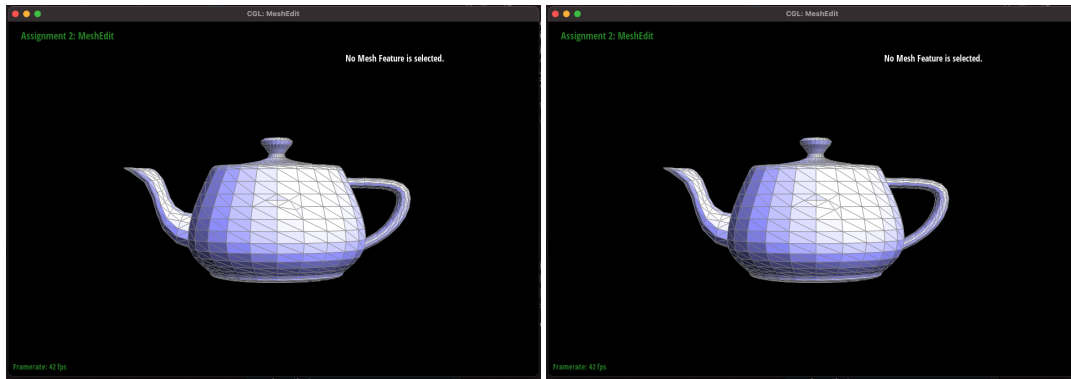 CGL: MeshEdit
Assignment 2: MeshEdit
No Mesh Feature is selected.
Framerate: 42 fps
CGL: MeshEdit
Assignment 2: MeshEdit
No Mesh Feature is selected.
Framerate: 42 fps